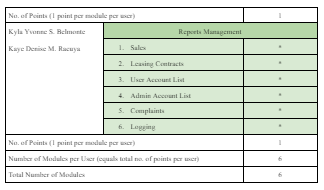 No. of Points (1 point per module per user) 1
Kyla Yvonne S. Belmonte
Kaye Denise M. Racuya
Reports Management
1. Sales *
2. Leasing Contracts *
3. User Account List *
4. Admin Account List *
5. Complaints *
6. Logging *
No. of Points (1 point per module per user) 1
Number of Modules per User (equals total no. of points per user) 6
Total Number of Modules 6